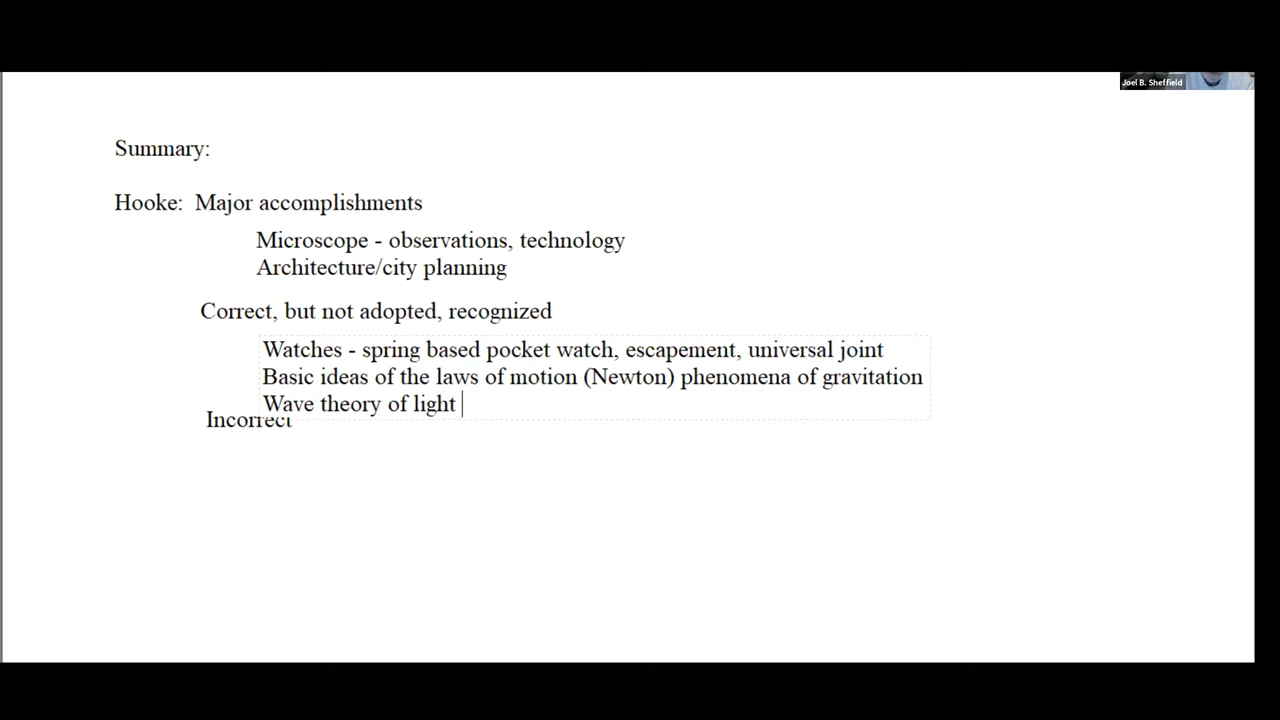 Joel B. Sheffield
Summary:
Hooke: Major accomplishments
Microscope - observations, technology
Architecture/city planning
Correct, but not adopted, recognized
Watches - spring based pocket watch, escapement, universal joint
Basic ideas of the laws of motion (Newton) phenomena of gravitation
Wave theory of light
Incorrect